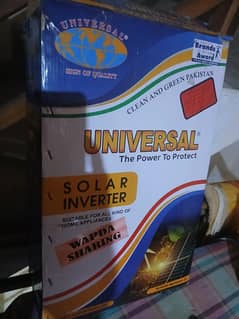 UNIVERSAL®
SIGN OF QUALITY
Brands
Award
CLEAN AND GREEN PAKISTAN
UNIVERSAL®
The Power To Protect
SOLAR
INVERTER
SUITABLE FOR ALL KIND OF
HOME APPLIANCES
WAPDA
SHARING